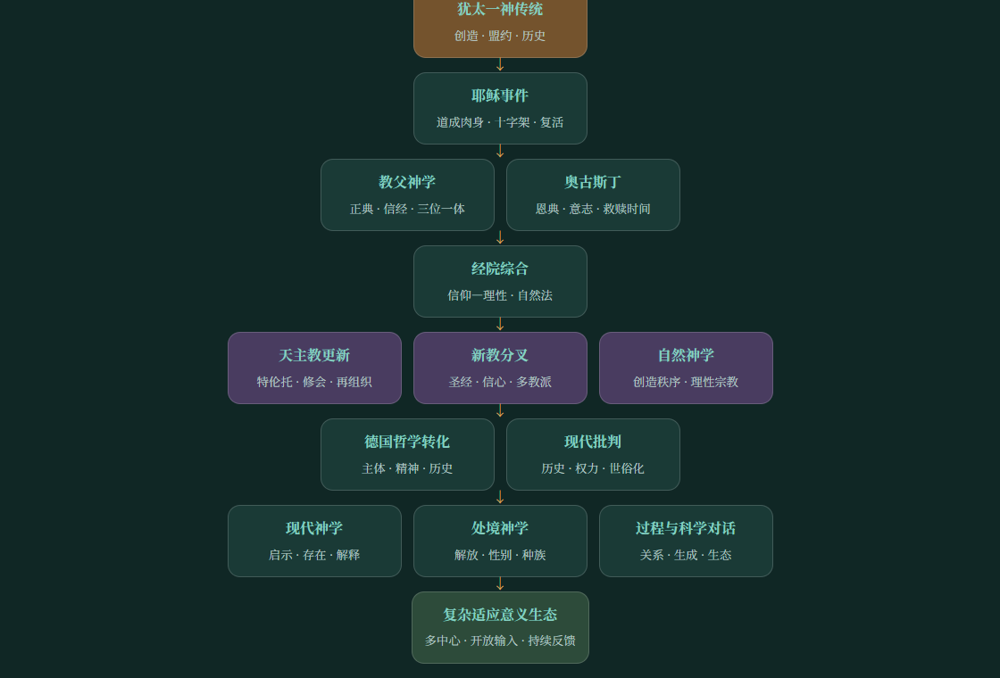 犹太一神传统
创造 · 盟约 · 历史
↓
耶稣事件
道成肉身 · 十字架 · 复活
↓
教父神学
正典 · 信经 · 三位一体
奥古斯丁
恩典 · 意志 · 救赎时间
↓
经院综合
信仰—理性 · 自然法
↓
天主教更新
特伦托 · 修会 · 再组织
新教分叉
圣经 · 信心 · 多教派
自然神学
创造秩序 · 理性宗教
↓
德国哲学转化
主体 · 精神 · 历史
现代批判
历史 · 权力 · 世俗化
↓
现代神学
启示 · 存在 · 解释
处境神学
解放 · 性别 · 种族
过程与科学对话
关系 · 生成 · 生态
↓
复杂适应意义生态
多中心 · 开放输入 · 持续反馈